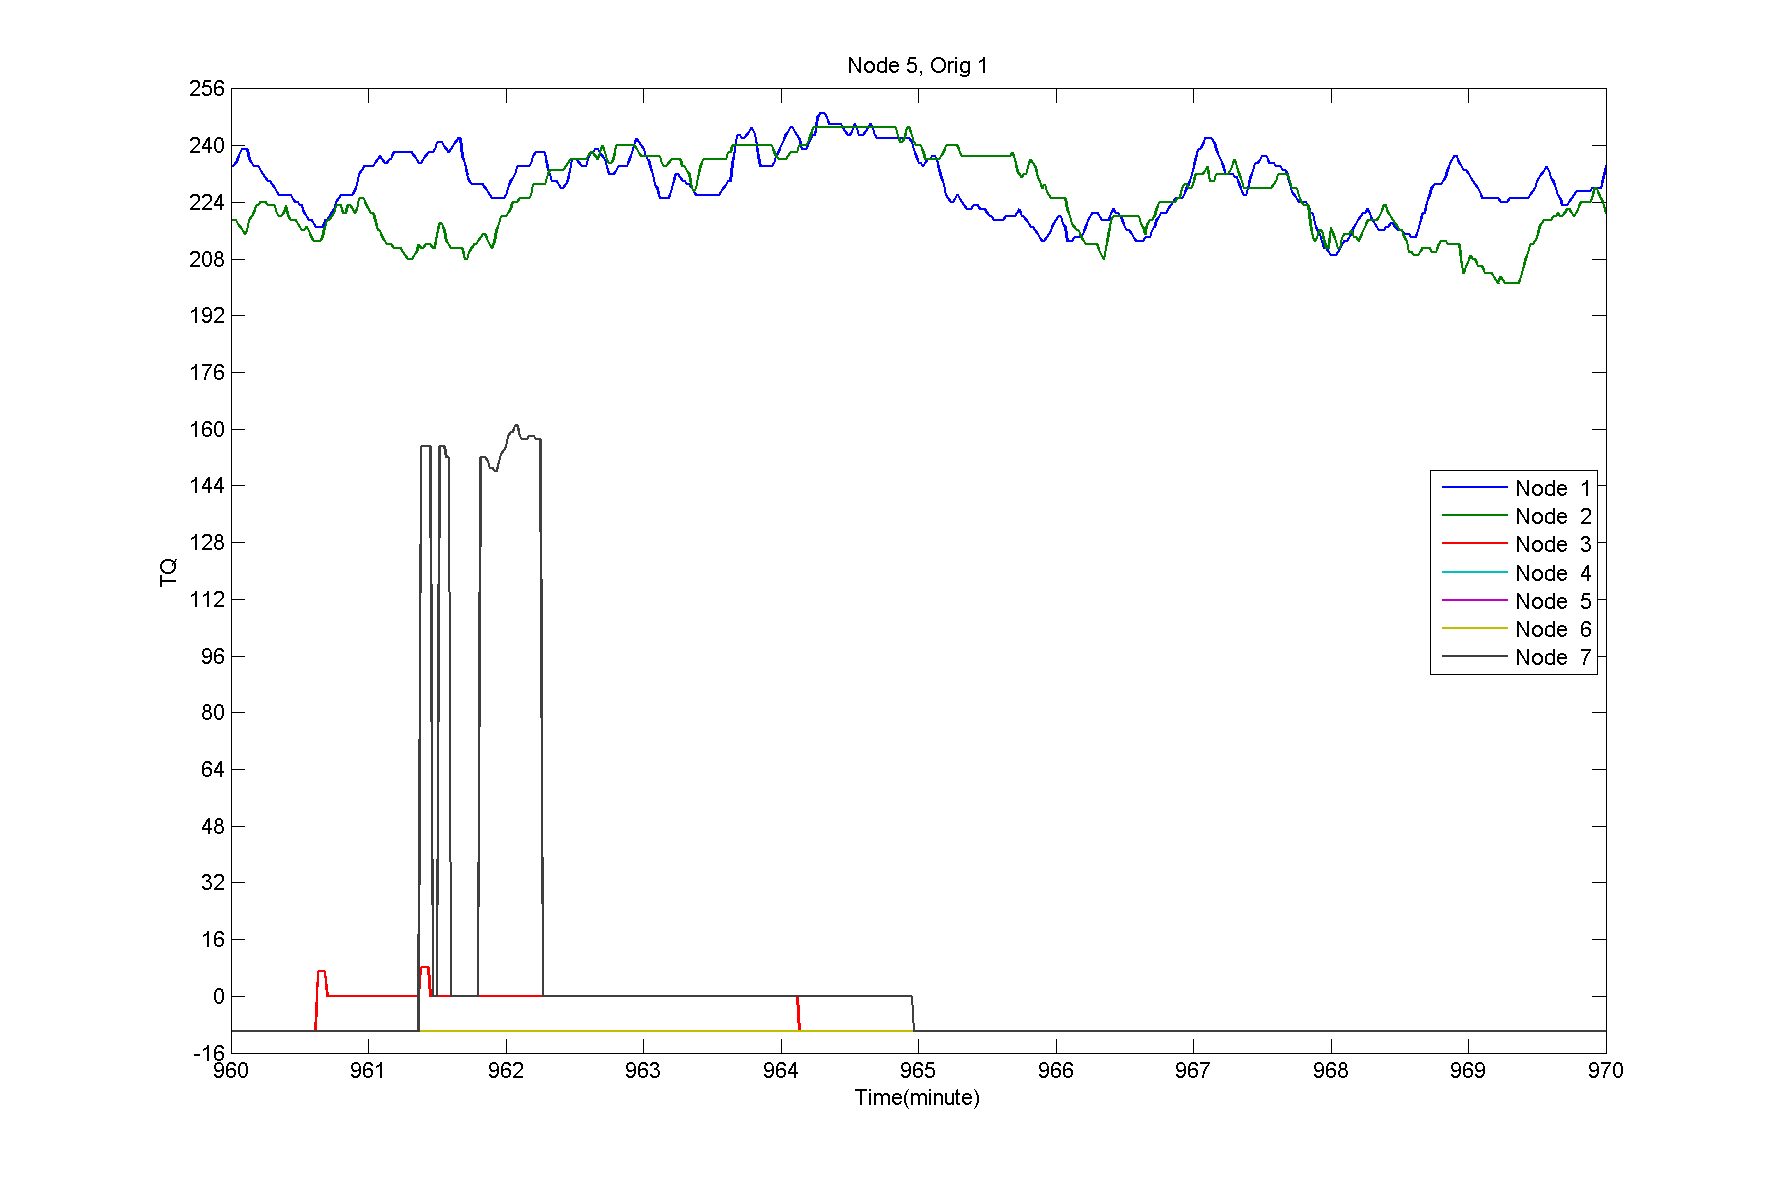 Node 5, Orig 1
256
240
224
208
192
176
160
144
128
112
96
80
64
48
32
16
0
-16
TQ
Node 1
Node 2
Node 3
Node 4
Node 5
Node 6
Node 7
960 961 962 963 964 965 966 967 968 969 970
Time(minute)